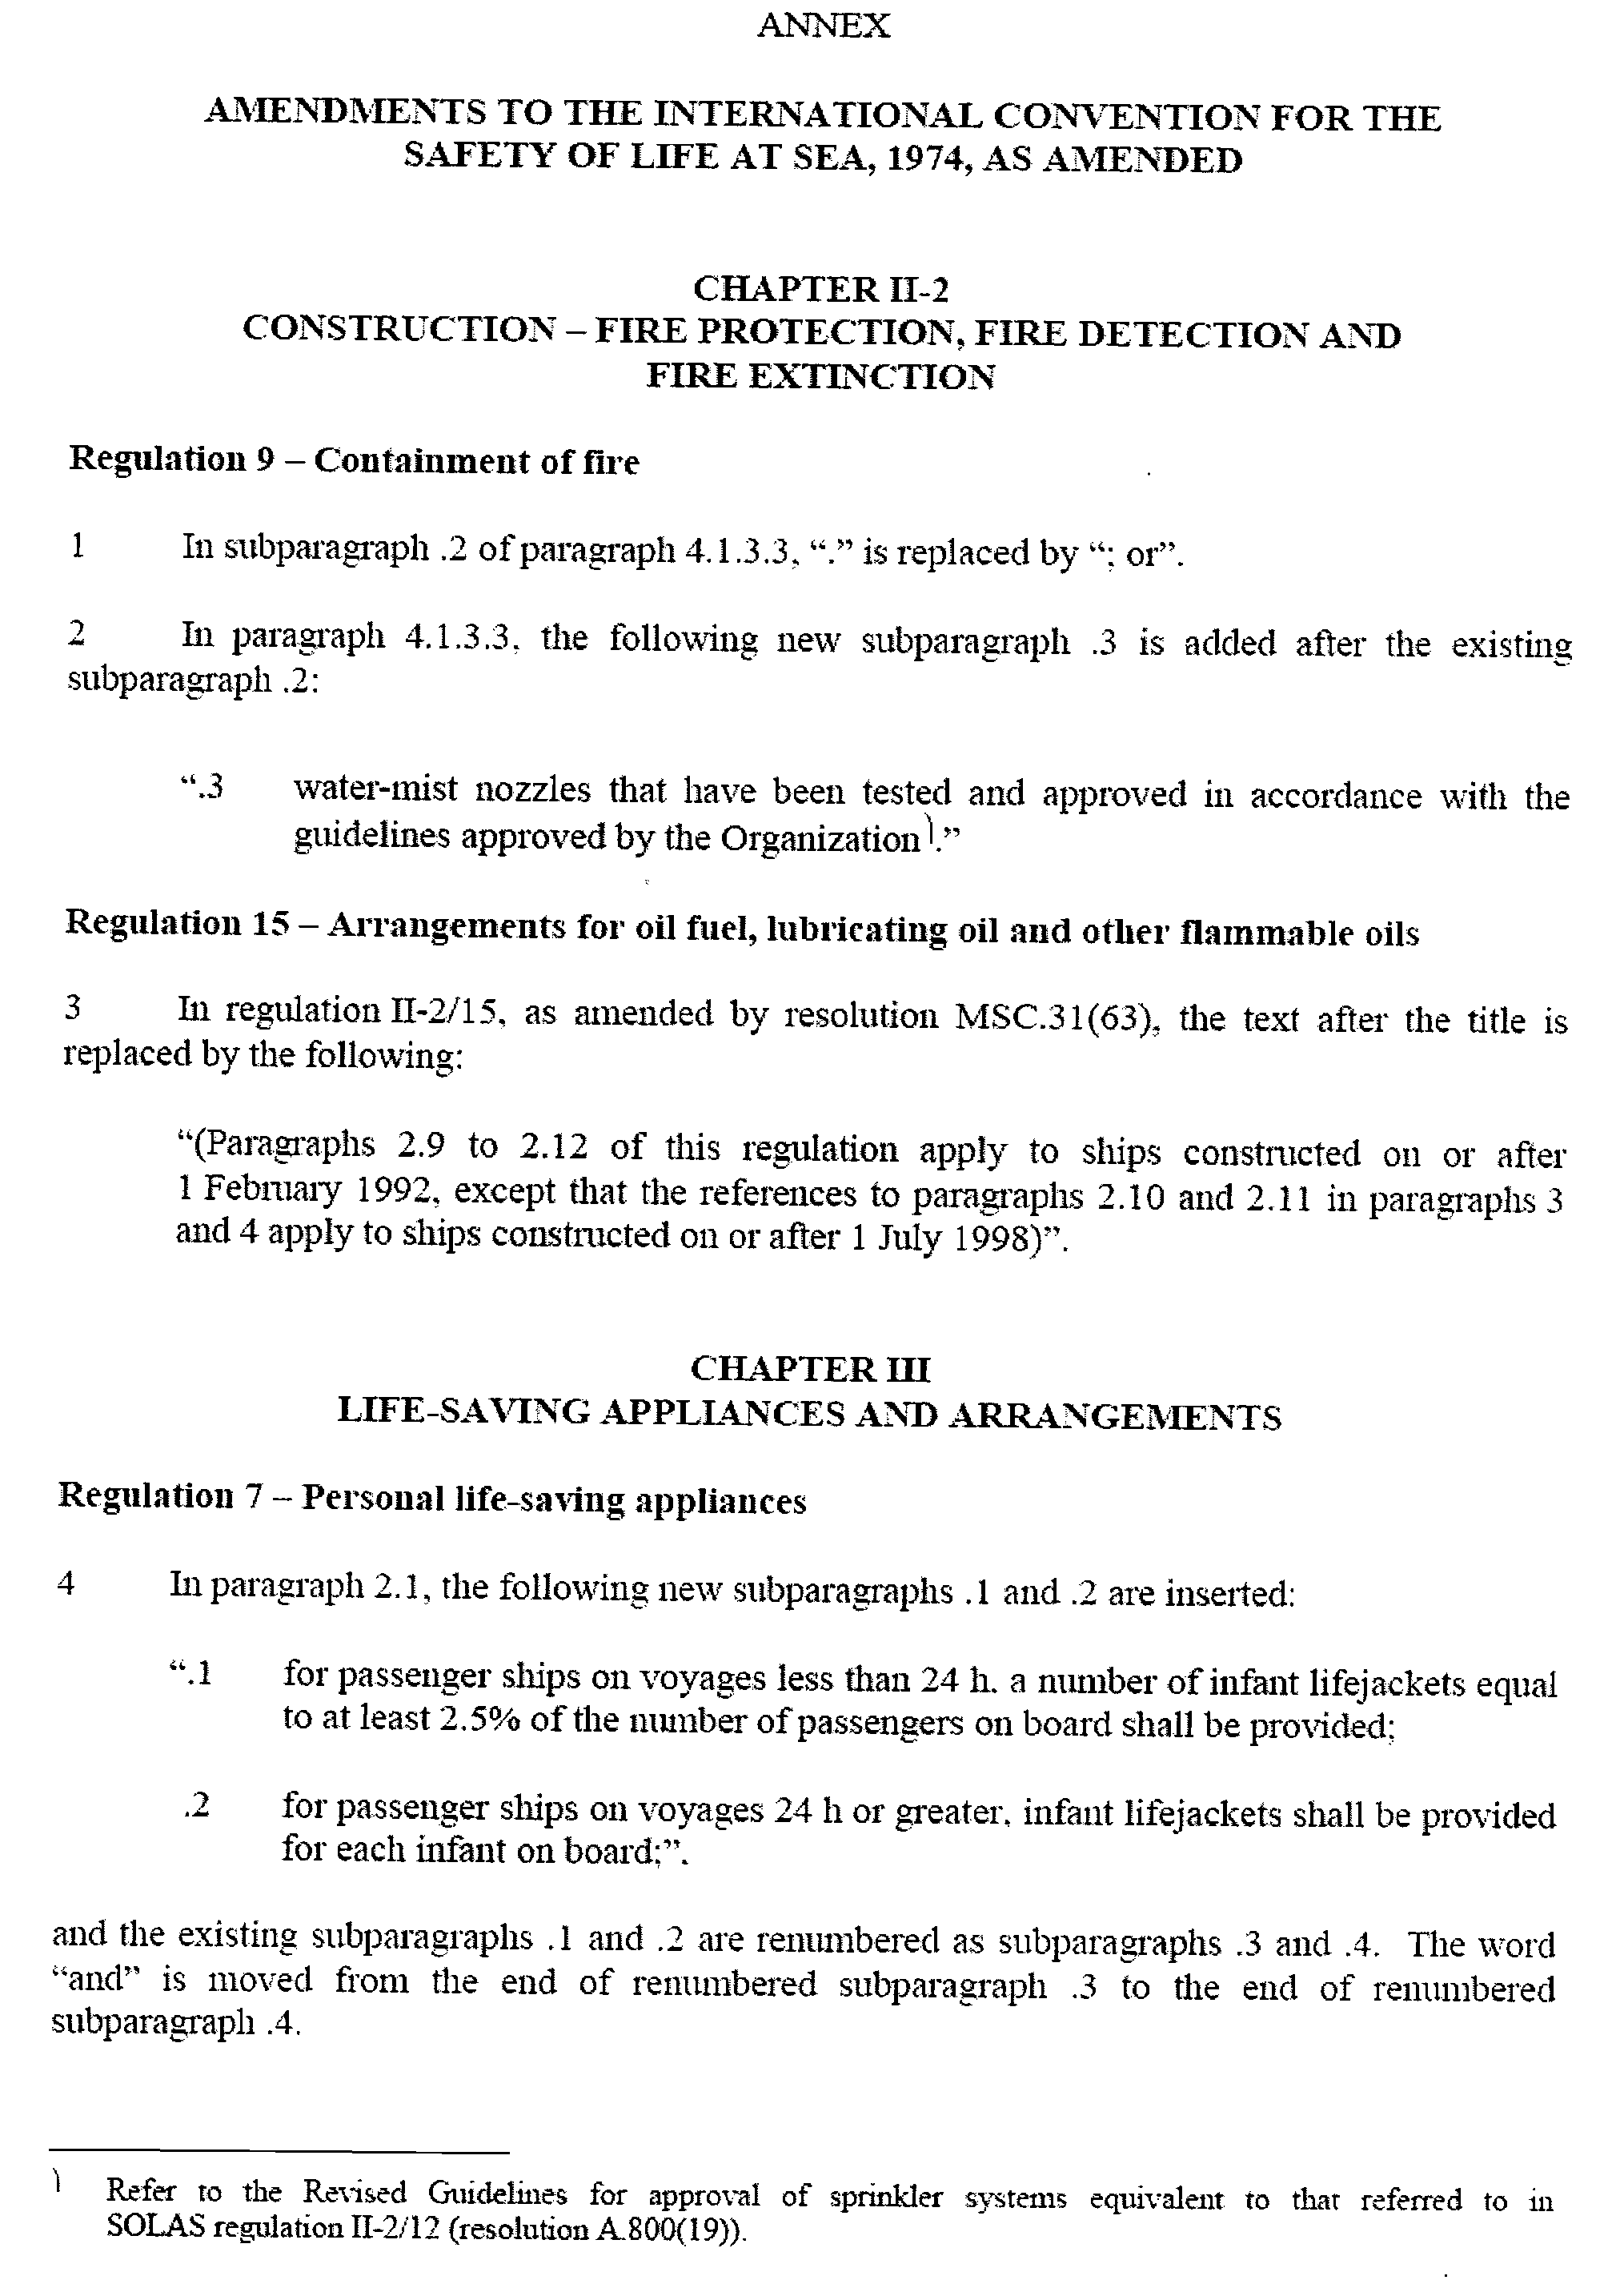 ANNEX
AMENDMENTS TO THE INTERNATIONAL CONVENTION FOR THE
SAFETY OF LIFE AT SEA, 1974, AS AMENDED
CHAPTER II-2
CONSTRUCTION – FIRE PROTECTION, FIRE DETECTION AND
FIRE EXTINCTION
Regulation 9 – Containment of fire
1 In subparagraph .2 of paragraph 4.1.3.3, “.” is replaced by “; or”.
2 In paragraph 4.1.3.3, the following new subparagraph .3 is added after the existing
subparagraph .2:
“.3 water-mist nozzles that have been tested and approved in accordance with the
guidelines approved by the Organization¹.”
Regulation 15 – Arrangements for oil fuel, lubricating oil and other flammable oils
3 In regulation II-2/15, as amended by resolution MSC.31(63), the text after the title is
replaced by the following:
“(Paragraphs 2.9 to 2.12 of this regulation apply to ships constructed on or after
1 February 1992, except that the references to paragraphs 2.10 and 2.11 in paragraphs 3
and 4 apply to ships constructed on or after 1 July 1998)”.
CHAPTER III
LIFE-SAVING APPLIANCES AND ARRANGEMENTS
Regulation 7 – Personal life-saving appliances
4 In paragraph 2.1, the following new subparagraphs .1 and .2 are inserted:
“.1 for passenger ships on voyages less than 24 h. a number of infant lifejackets equal
to at least 2.5% of the number of passengers on board shall be provided;
.2 for passenger ships on voyages 24 h or greater, infant lifejackets shall be provided
for each infant on board;”.
and the existing subparagraphs .1 and .2 are renumbered as subparagraphs .3 and .4. The word
“and” is moved from the end of renumbered subparagraph .3 to the end of renumbered
subparagraph .4.
¹ Refer to the Revised Guidelines for approval of sprinkler systems equivalent to that referred to in
SOLAS regulation II-2/12 (resolution A.800(19)).